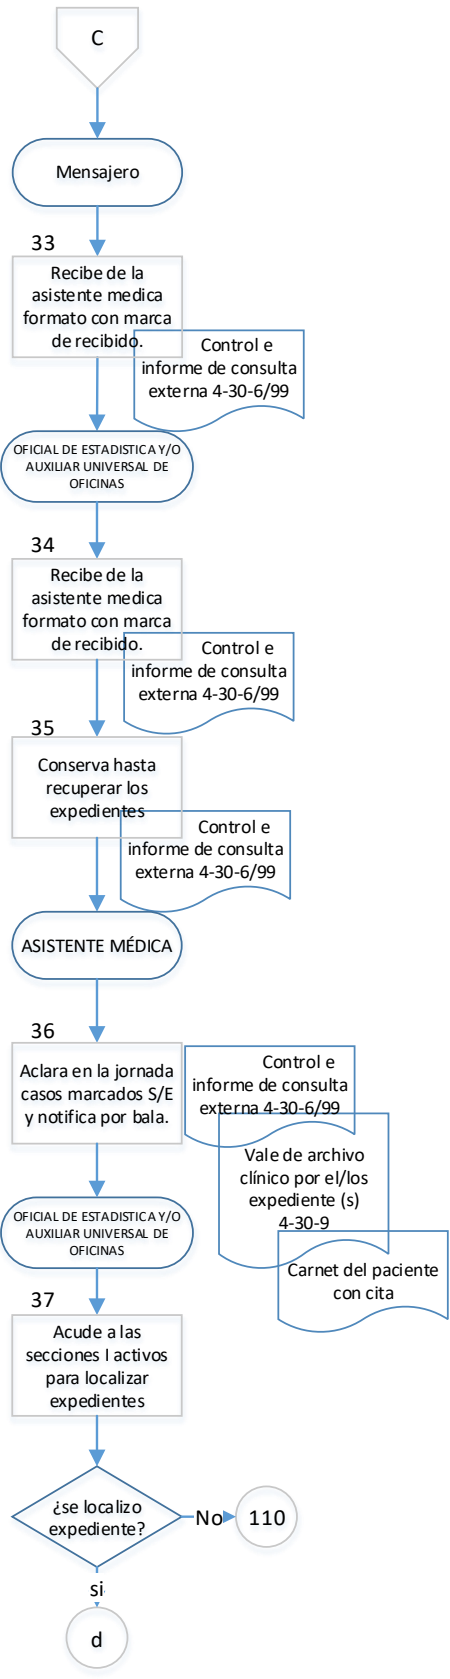 C
Mensajero
33
Recibe de la
asistente medica
formato con marca
de recibido.
Control e
informe de consulta
externa 4-30-6/99
OFICIAL DE ESTADISTICA Y/O
AUXILIAR UNIVERSAL DE
OFICINAS
34
Recibe de la
asistente medica
formato con marca
de recibido.
Control e
informe de consulta
externa 4-30-6/99
35
Conserva hasta
recuperar los
expedientes
Control e
informe de consulta
externa 4-30-6/99
ASISTENTE MÉDICA
36
Aclara en la jornada
casos marcados S/E
y notifica por bala.
Control e
informe de consulta
externa 4-30-6/99
Vale de archivo
clínico por el/los
expediente (s)
4-30-9
Carnet del paciente
con cita
OFICIAL DE ESTADISTICA Y/O
AUXILIAR UNIVERSAL DE
OFICINAS
37
Acude a las
secciones I activos
para localizar
expedientes
¿se localizo
expediente?
No
110
si
d